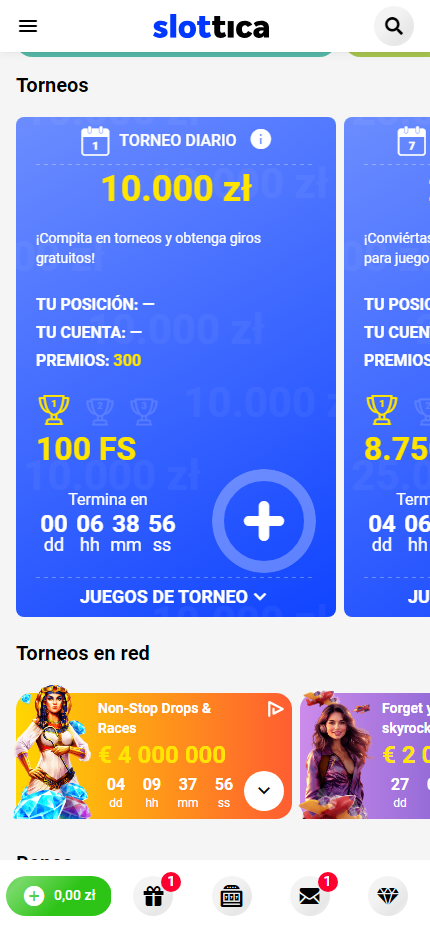 slottica
Torneos
1 TORNEO DIARIO i
10.000 zł
¡Compita en torneos y obtenga giros
gratuitos!
TU POSICIÓN: —
TU CUENTA: —
PREMIOS: 300
1 2 3
100 FS
Termina en
00 06 38 56
dd hh mm ss
JUEGOS DE TORNEO
7
¡Conviértas
para juego
TU POSIC
TU CUEN
PREMIOS
1
8.750
Term
04 06
dd h
JU
Torneos en red
Non-Stop Drops &
Races
€ 4 000 000
04 09 37 56
dd hh mm ss
Forget y
skyrock
€ 2 0
27
dd
0,00 zł
1
1